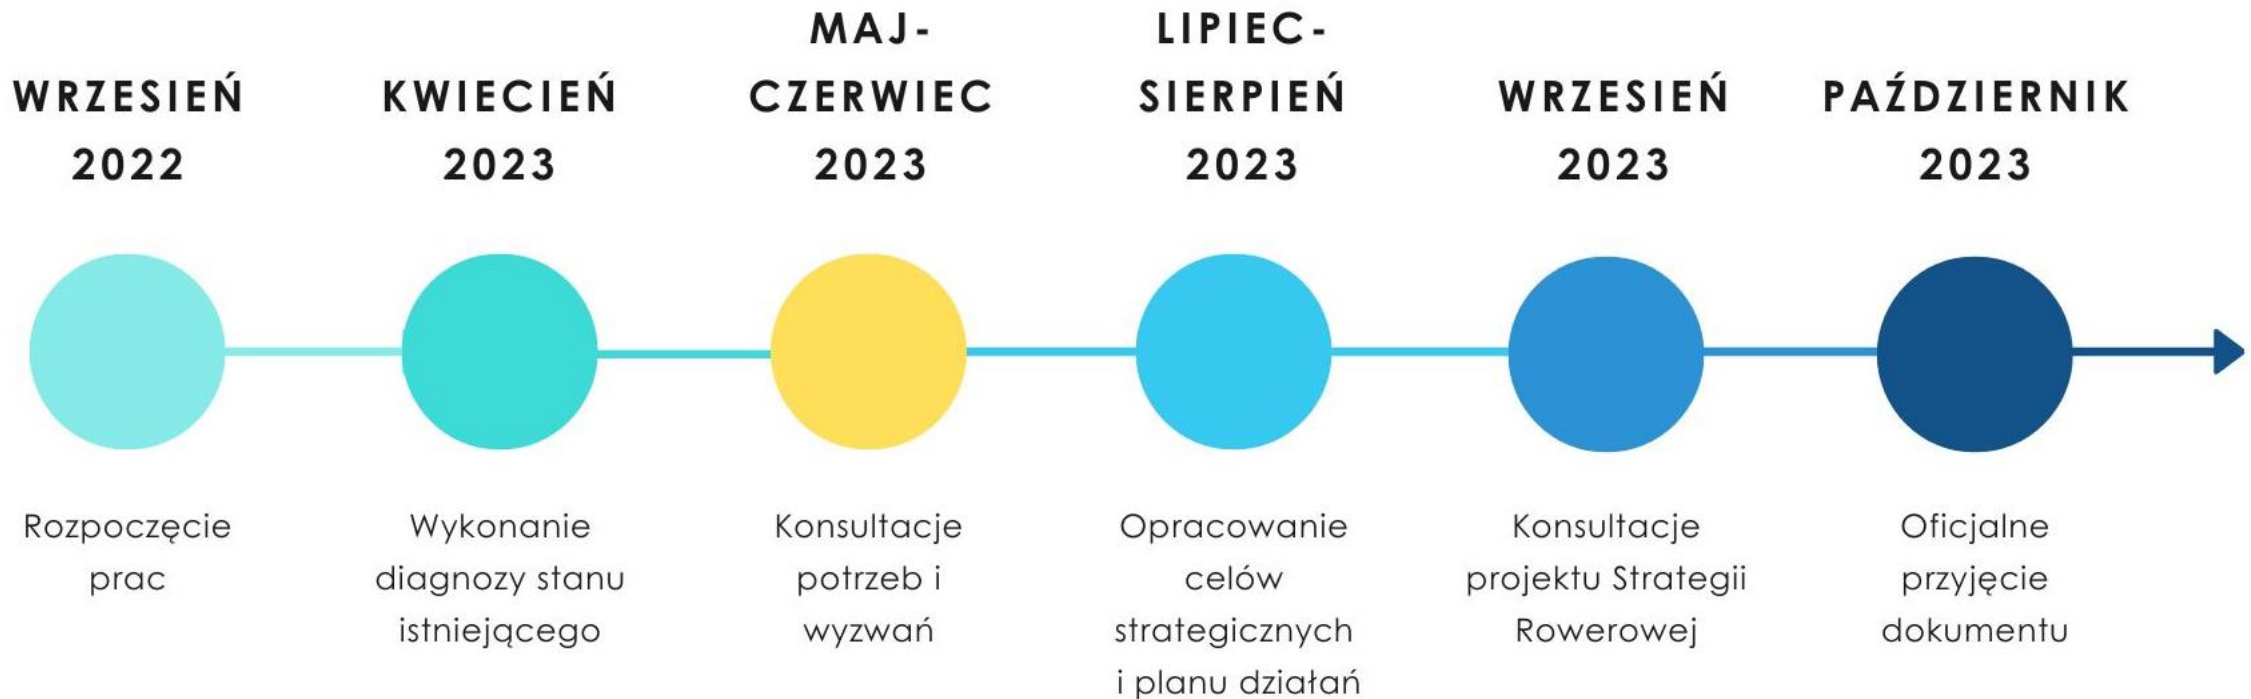 WRZESIEŃ
2022
KWIECIEŃ
2023
MAJ-
CZERWIEC
2023
LIPIEC-
SIERPIEŃ
2023
WRZESIEŃ
2023
PAŹDZIERNIK
2023
Rozpoczęcie
prac
Wykonanie
diagnozy stanu
istniejącego
Konsultacje
potrzeb i
wyzwań
Opracowanie
celów
strategicznych
i planu działań
Konsultacje
projektu Strategii
Rowerowej
Oficjalne
przyjęcie
dokumentu